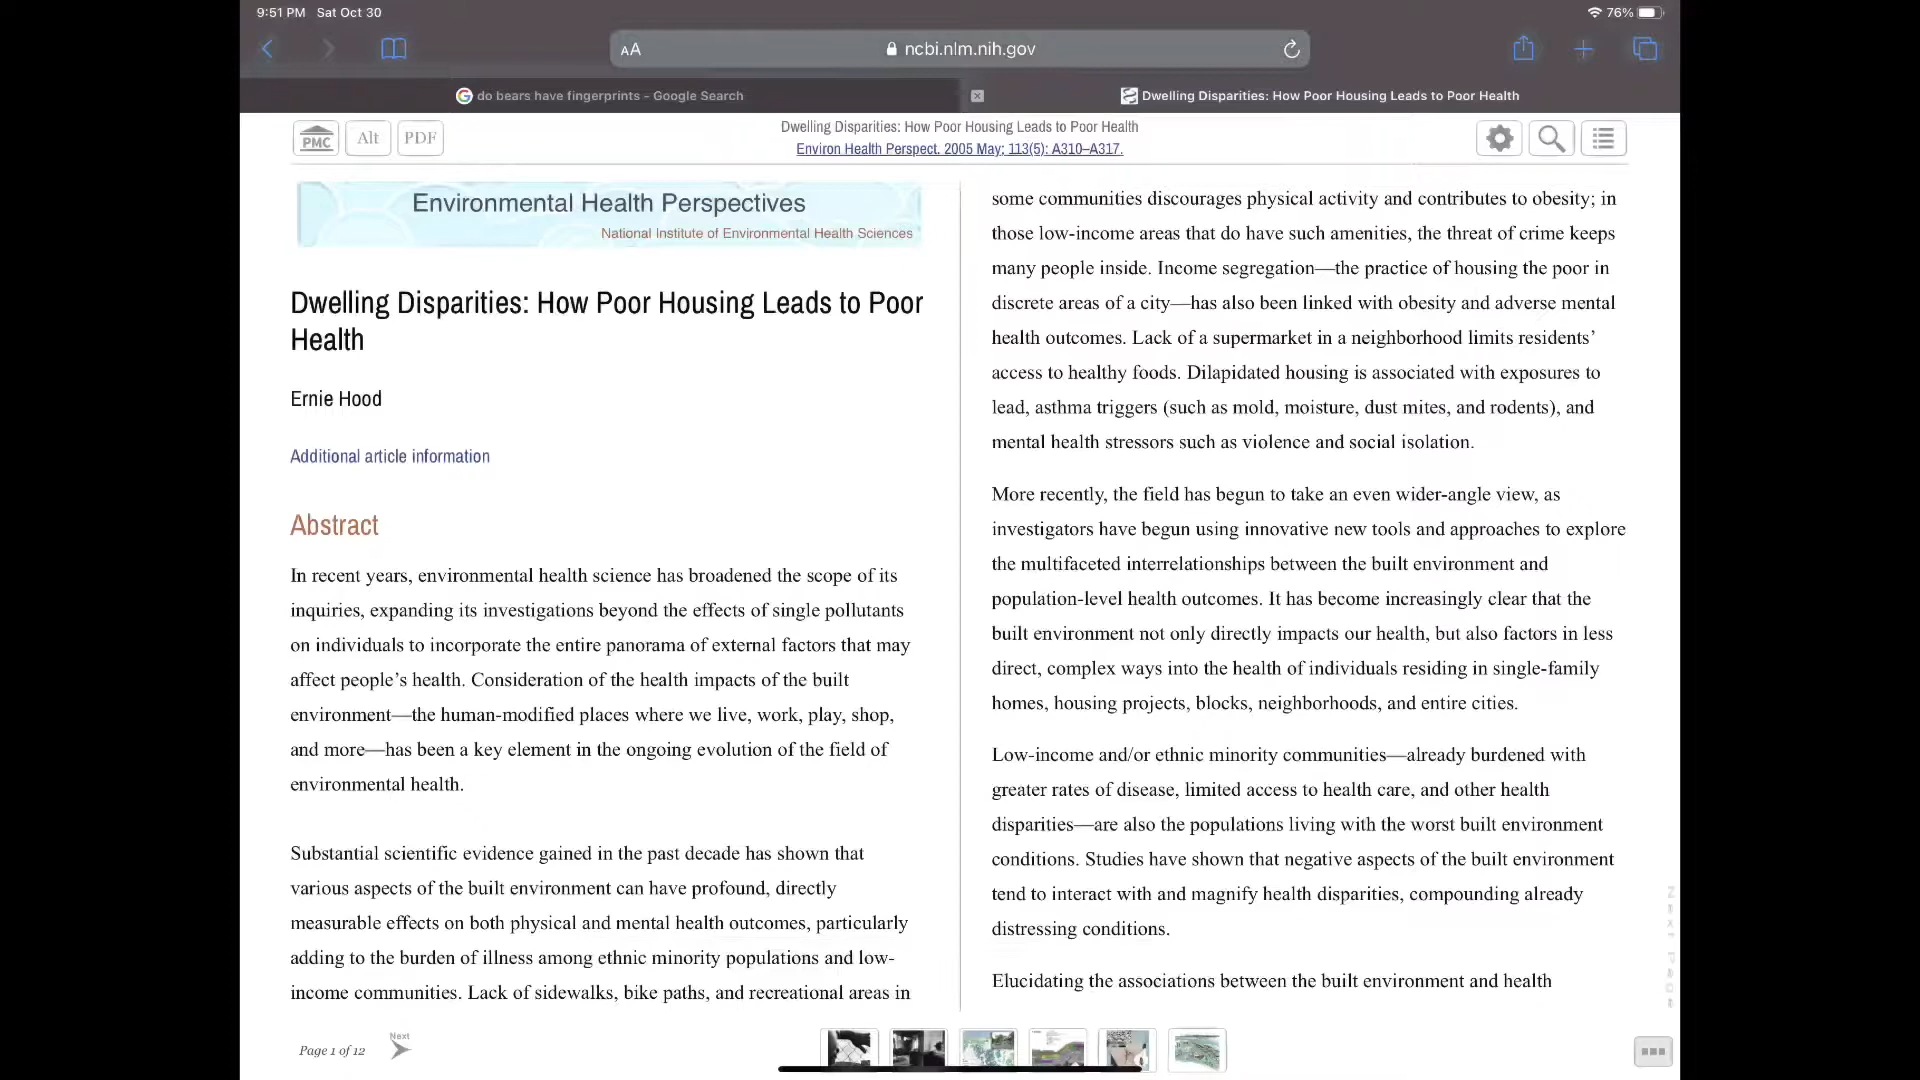 9:51 PM Sat Oct 30
76%
AA
ncbi.nlm.nih.gov
do bears have fingerprints - Google Search
Dwelling Disparities: How Poor Housing Leads to Poor Health
PMC
Alt
PDF
Dwelling Disparities: How Poor Housing Leads to Poor Health
Environ Health Perspect. 2005 May; 113(5): A310–A317.
Environmental Health Perspectives
National Institute of Environmental Health Sciences
Dwelling Disparities: How Poor Housing Leads to Poor
Health
Ernie Hood
Additional article information
Abstract
In recent years, environmental health science has broadened the scope of its
inquiries, expanding its investigations beyond the effects of single pollutants
on individuals to incorporate the entire panorama of external factors that may
affect people’s health. Consideration of the health impacts of the built
environment—the human-modified places where we live, work, play, shop,
and more—has been a key element in the ongoing evolution of the field of
environmental health.
Substantial scientific evidence gained in the past decade has shown that
various aspects of the built environment can have profound, directly
measurable effects on both physical and mental health outcomes, particularly
adding to the burden of illness among ethnic minority populations and low-
income communities. Lack of sidewalks, bike paths, and recreational areas in
some communities discourages physical activity and contributes to obesity; in
those low-income areas that do have such amenities, the threat of crime keeps
many people inside. Income segregation—the practice of housing the poor in
discrete areas of a city—has also been linked with obesity and adverse mental
health outcomes. Lack of a supermarket in a neighborhood limits residents’
access to healthy foods. Dilapidated housing is associated with exposures to
lead, asthma triggers (such as mold, moisture, dust mites, and rodents), and
mental health stressors such as violence and social isolation.
More recently, the field has begun to take an even wider-angle view, as
investigators have begun using innovative new tools and approaches to explore
the multifaceted interrelationships between the built environment and
population-level health outcomes. It has become increasingly clear that the
built environment not only directly impacts our health, but also factors in less
direct, complex ways into the health of individuals residing in single-family
homes, housing projects, blocks, neighborhoods, and entire cities.
Low-income and/or ethnic minority communities—already burdened with
greater rates of disease, limited access to health care, and other health
disparities—are also the populations living with the worst built environment
conditions. Studies have shown that negative aspects of the built environment
tend to interact with and magnify health disparities, compounding already
distressing conditions.
Elucidating the associations between the built environment and health
Page 1 of 12
Next